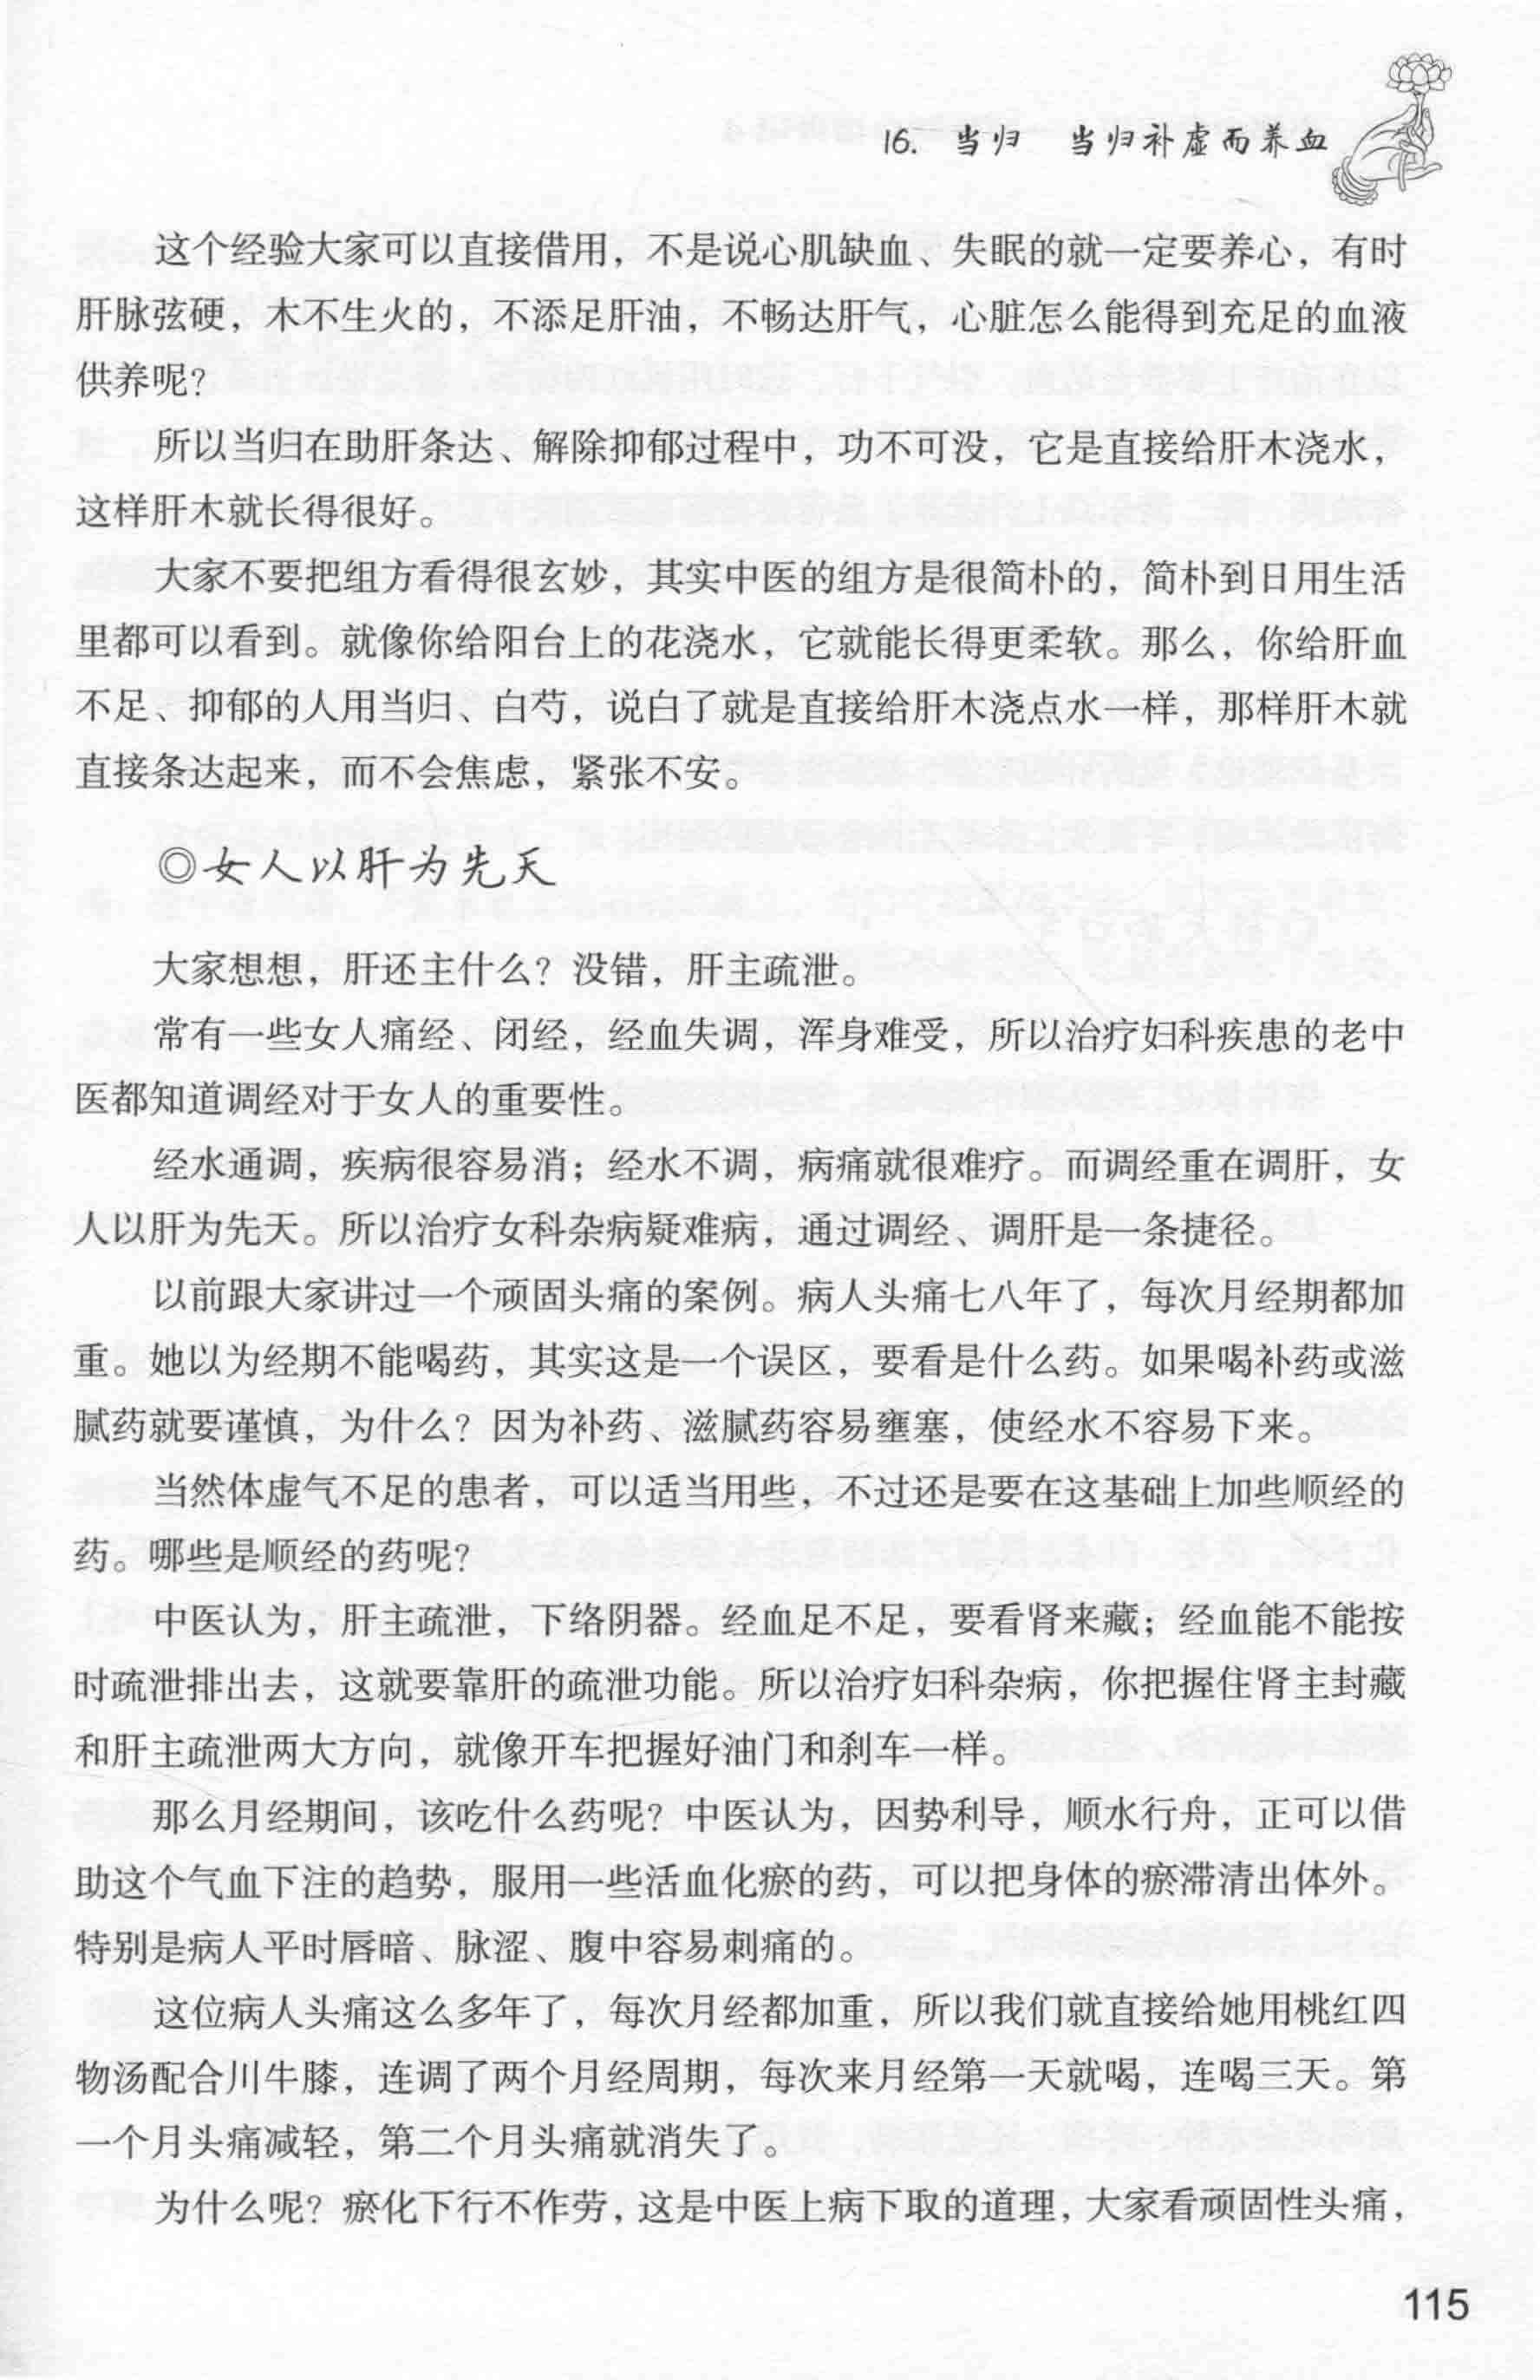 16. 当归　当归补虚而养血
这个经验大家可以直接借用，不是说心肌缺血、失眠的就一定要养心，有时
肝脉弦硬，木不生火的，不添足肝油，不畅达肝气，心脏怎么能得到充足的血液
供养呢？
所以当归在助肝条达、解除抑郁过程中，功不可没，它是直接给肝木浇水，
这样肝木就长得很好。
大家不要把组方看得很玄妙，其实中医的组方是很简朴的，简朴到日用生活
里都可以看到。就像你给阳台上的花浇水，它就能长得更柔软。那么，你给肝血
不足、抑郁的人用当归、白芍，说白了就是直接给肝木浇点水一样，那样肝木就
直接条达起来，而不会焦虑，紧张不安。
◎女人以肝为先天
大家想想，肝还主什么？没错，肝主疏泄。
常有一些女人痛经、闭经，经血失调，浑身难受，所以治疗妇科疾患的老中
医都知道调经对于女人的重要性。
经水通调，疾病很容易消；经水不调，病痛就很难疗。而调经重在调肝，女
人以肝为先天。所以治疗女科杂病疑难病，通过调经、调肝是一条捷径。
以前跟大家讲过一个顽固头痛的案例。病人头痛七八年了，每次月经期都加
重。她以为经期不能喝药，其实这是一个误区，要看是什么药。如果喝补药或滋
腻药就要谨慎，为什么？因为补药、滋腻药容易壅塞，使经水不容易下来。
当然体虚气不足的患者，可以适当用些，不过还是要在这基础上加些顺经的
药。哪些是顺经的药呢？
中医认为，肝主疏泄，下络阴器。经血足不足，要看肾来藏；经血能不能按
时疏泄排出去，这就要靠肝的疏泄功能。所以治疗妇科杂病，你把握住肾主封藏
和肝主疏泄两大方向，就像开车把握好油门和刹车一样。
那么月经期间，该吃什么药呢？中医认为，因势利导，顺水行舟，正可以借
助这个气血下注的趋势，服用一些活血化瘀的药，可以把身体的瘀滞清出体外。
特别是病人平时唇暗、脉涩、腹中容易刺痛的。
这位病人头痛这么多年了，每次月经都加重，所以我们就直接给她用桃红四
物汤配合川牛膝，连调了两个月经周期，每次来月经第一天就喝，连喝三天。第
一个月头痛减轻，第二个月头痛就消失了。
为什么呢？瘀化下行不作劳，这是中医上病下取的道理，大家看顽固性头痛，
115